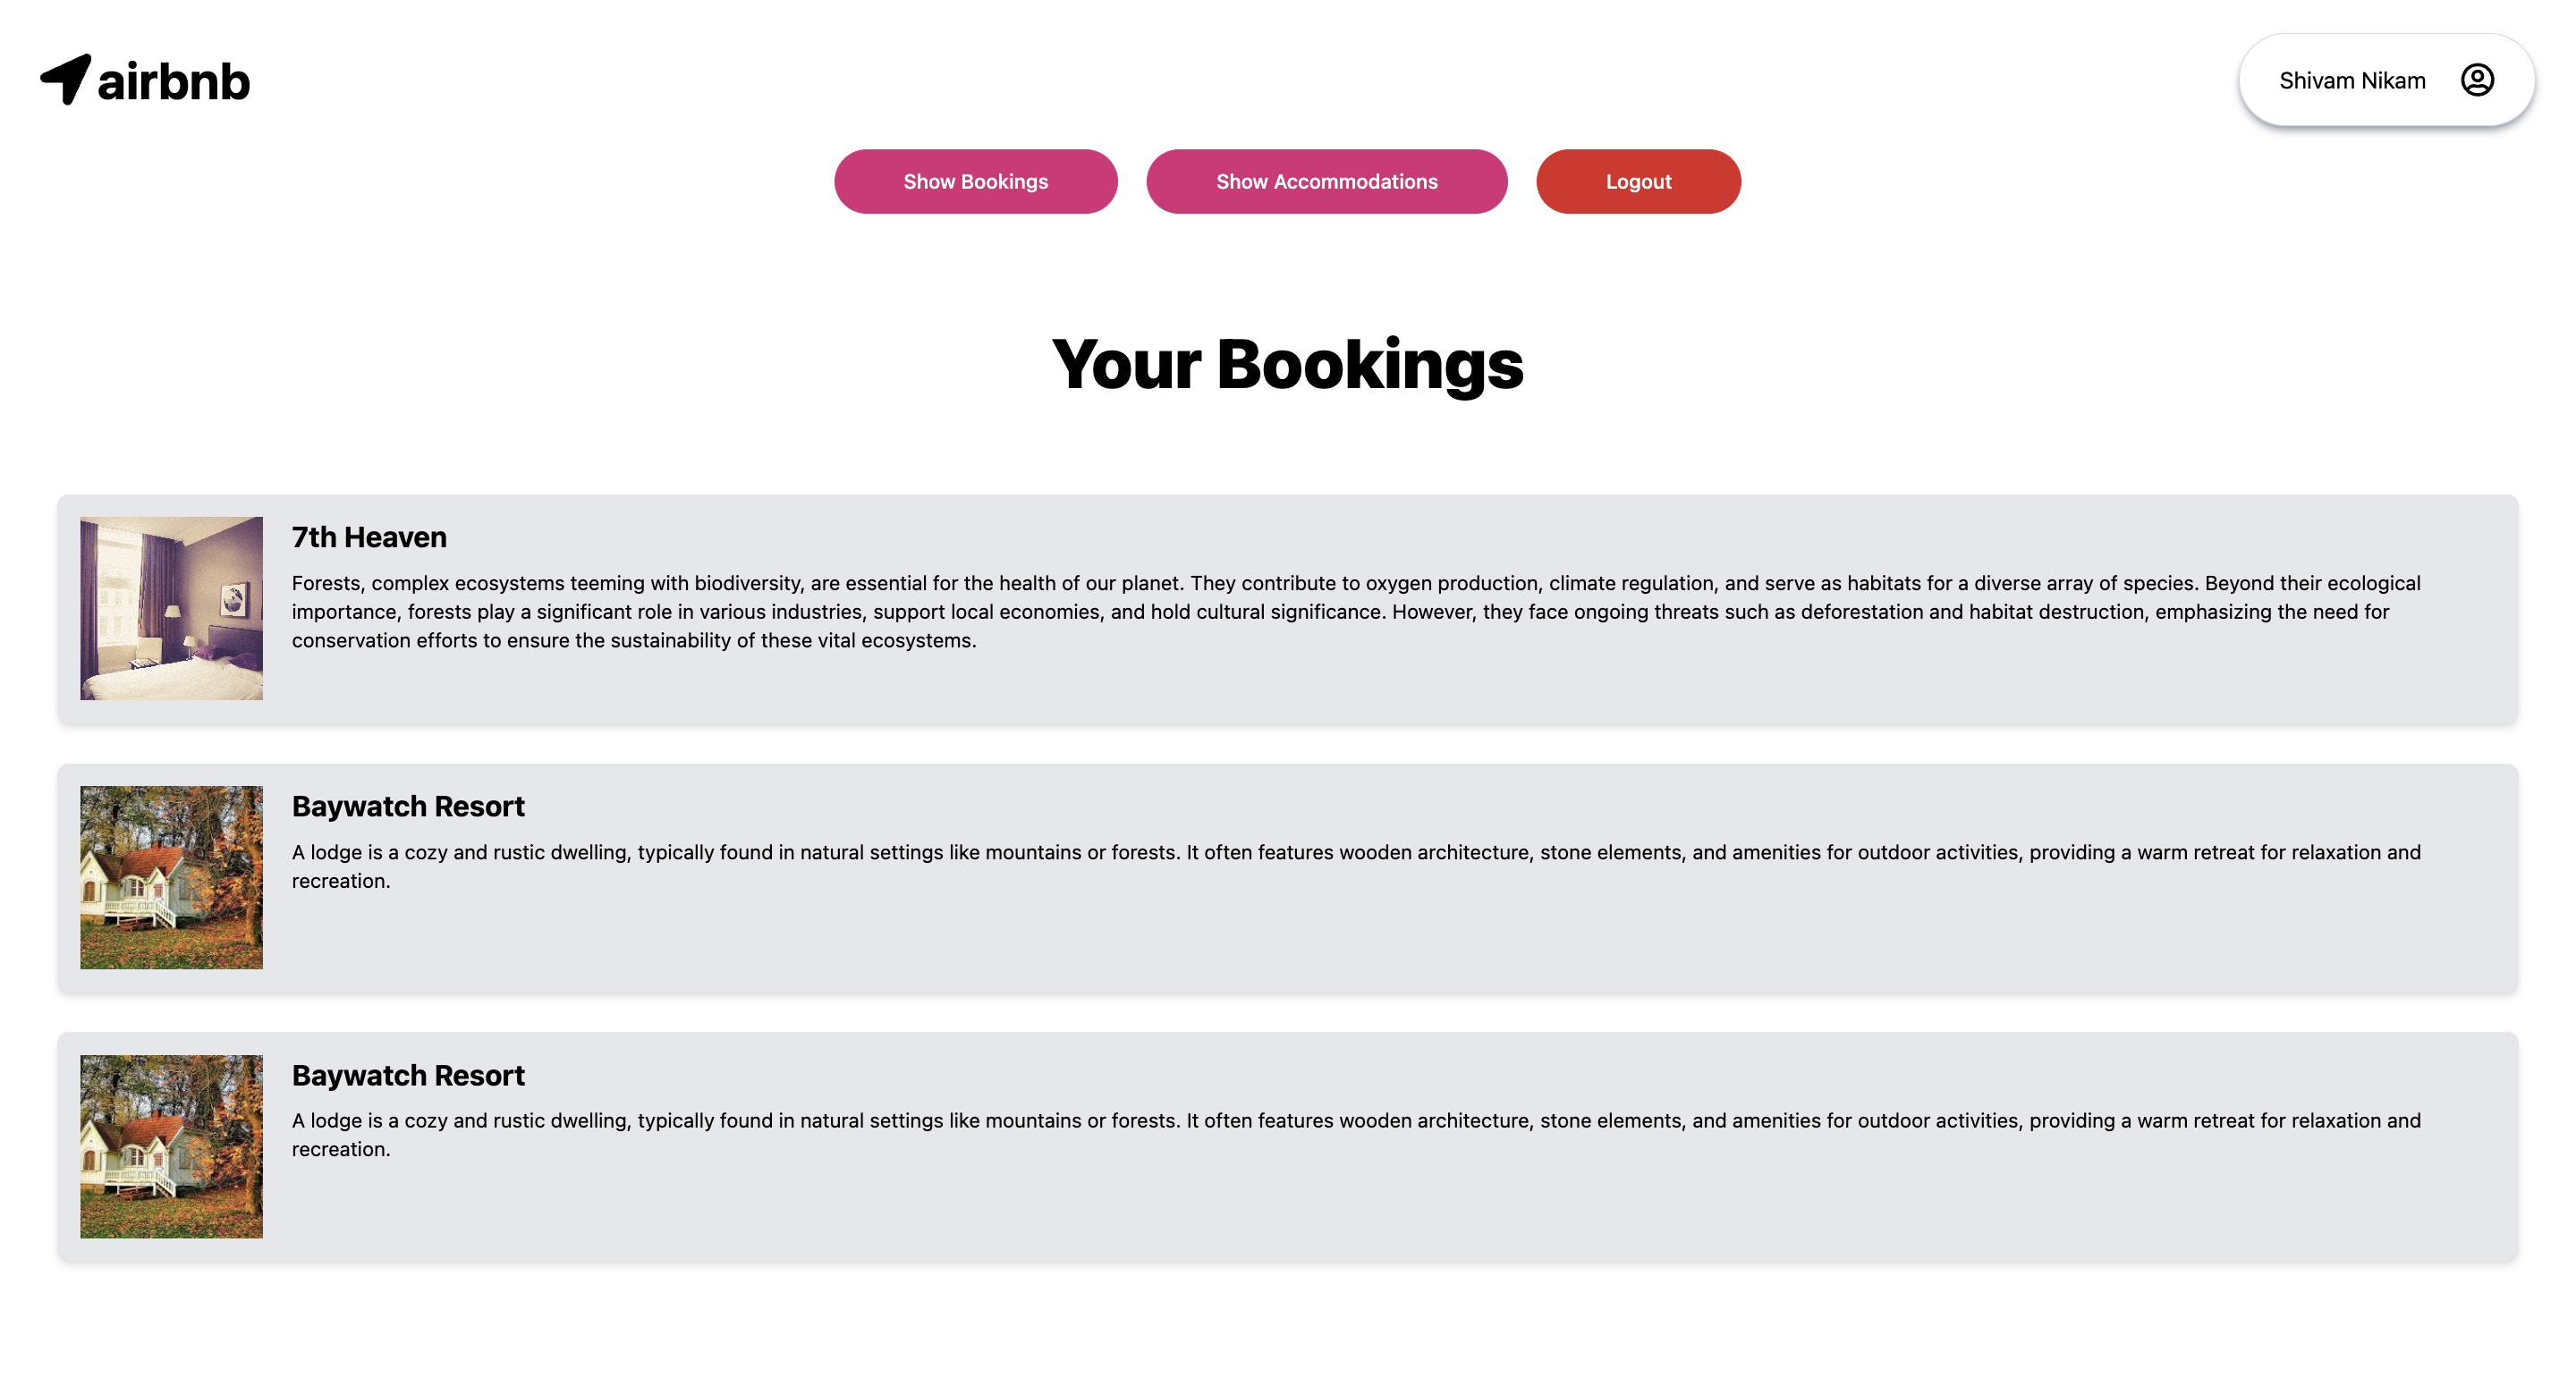 airbnb
Shivam Nikam
Show Bookings
Show Accommodations
Logout
Your Bookings
7th Heaven
Forests, complex ecosystems teeming with biodiversity, are essential for the health of our planet. They contribute to oxygen production, climate regulation, and serve as habitats for a diverse array of species. Beyond their ecological
importance, forests play a significant role in various industries, support local economies, and hold cultural significance. However, they face ongoing threats such as deforestation and habitat destruction, emphasizing the need for
conservation efforts to ensure the sustainability of these vital ecosystems.
Baywatch Resort
A lodge is a cozy and rustic dwelling, typically found in natural settings like mountains or forests. It often features wooden architecture, stone elements, and amenities for outdoor activities, providing a warm retreat for relaxation and
recreation.
Baywatch Resort
A lodge is a cozy and rustic dwelling, typically found in natural settings like mountains or forests. It often features wooden architecture, stone elements, and amenities for outdoor activities, providing a warm retreat for relaxation and
recreation.